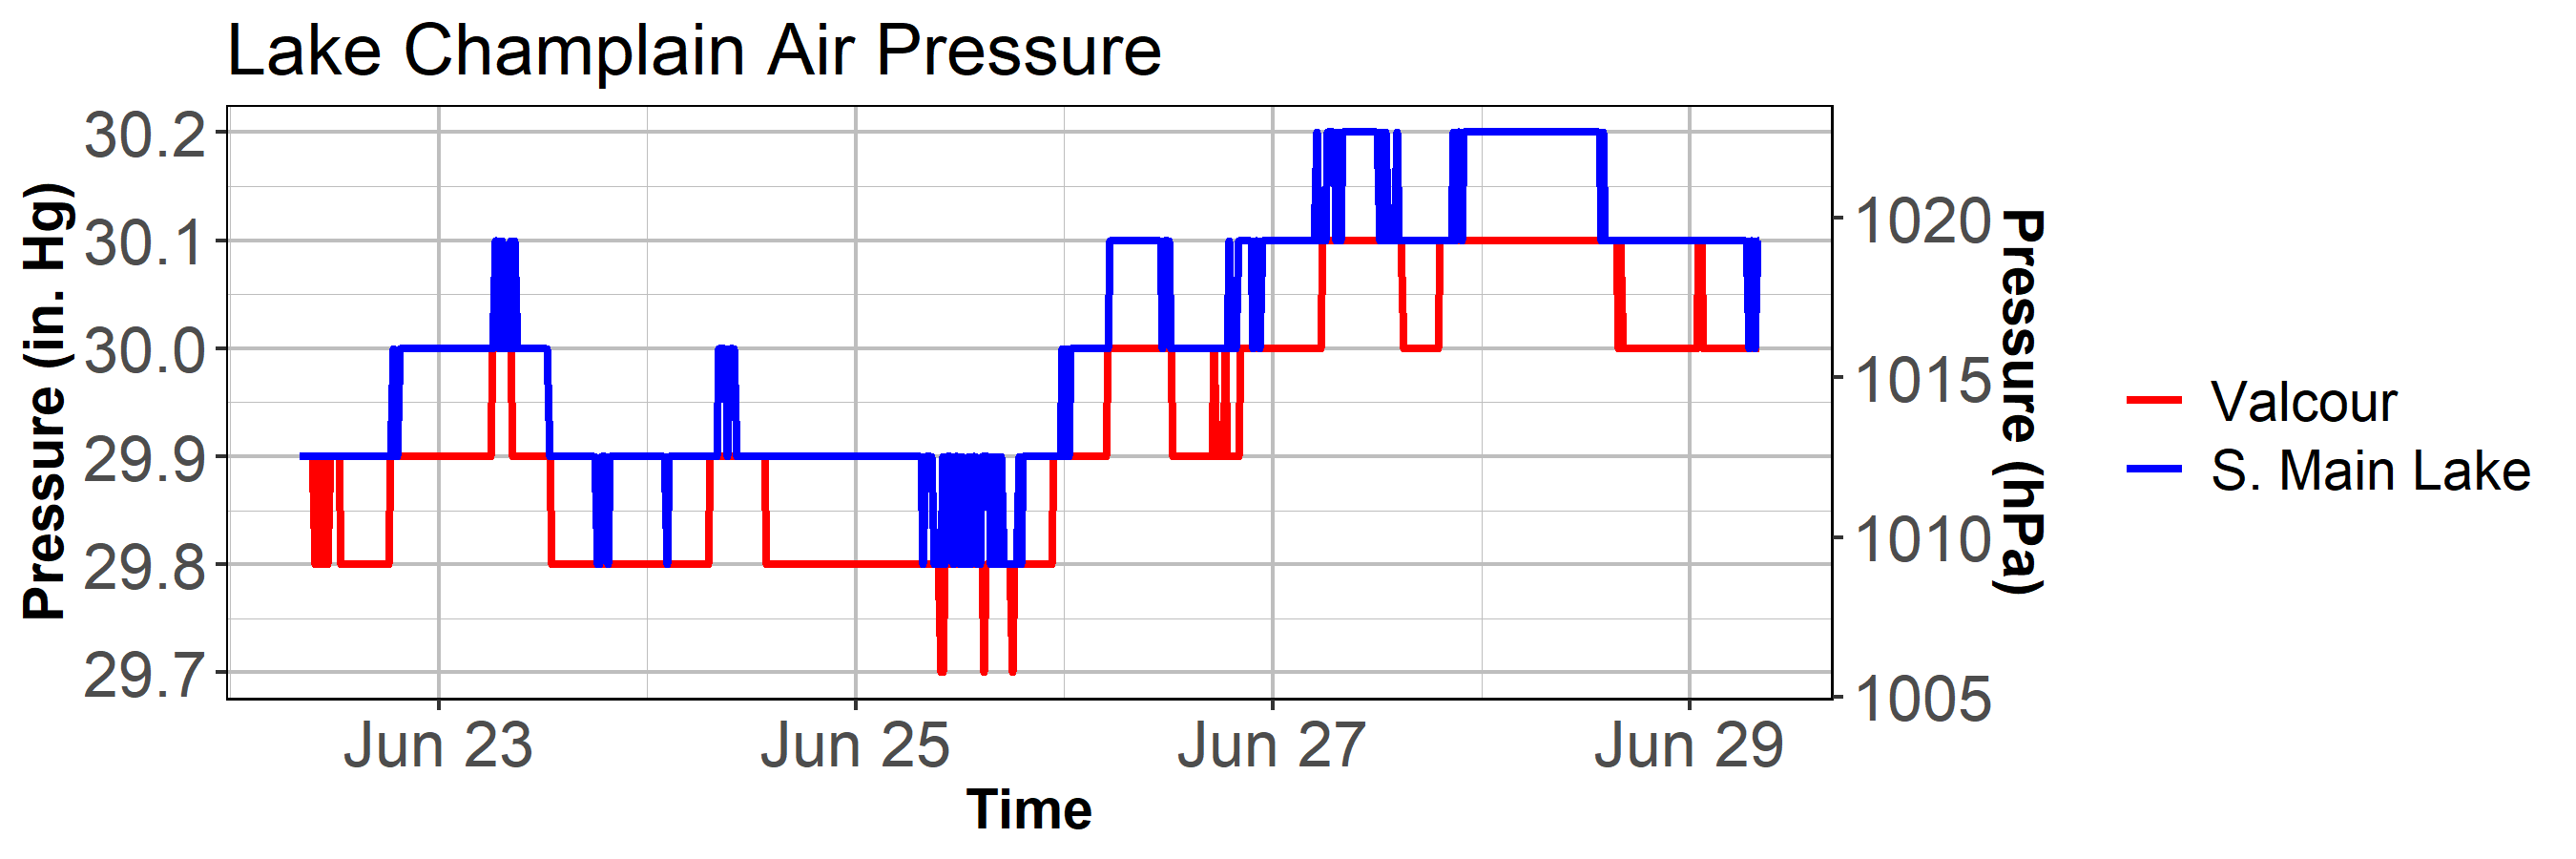 Lake Champlain Air Pressure
Pressure (in. Hg)
30.2
30.1
30.0
29.9
29.8
29.7
1020
1015
1010
1005
Pressure (hPa)
Jun 23
Jun 25
Jun 27
Jun 29
Time
Valcour
S. Main Lake